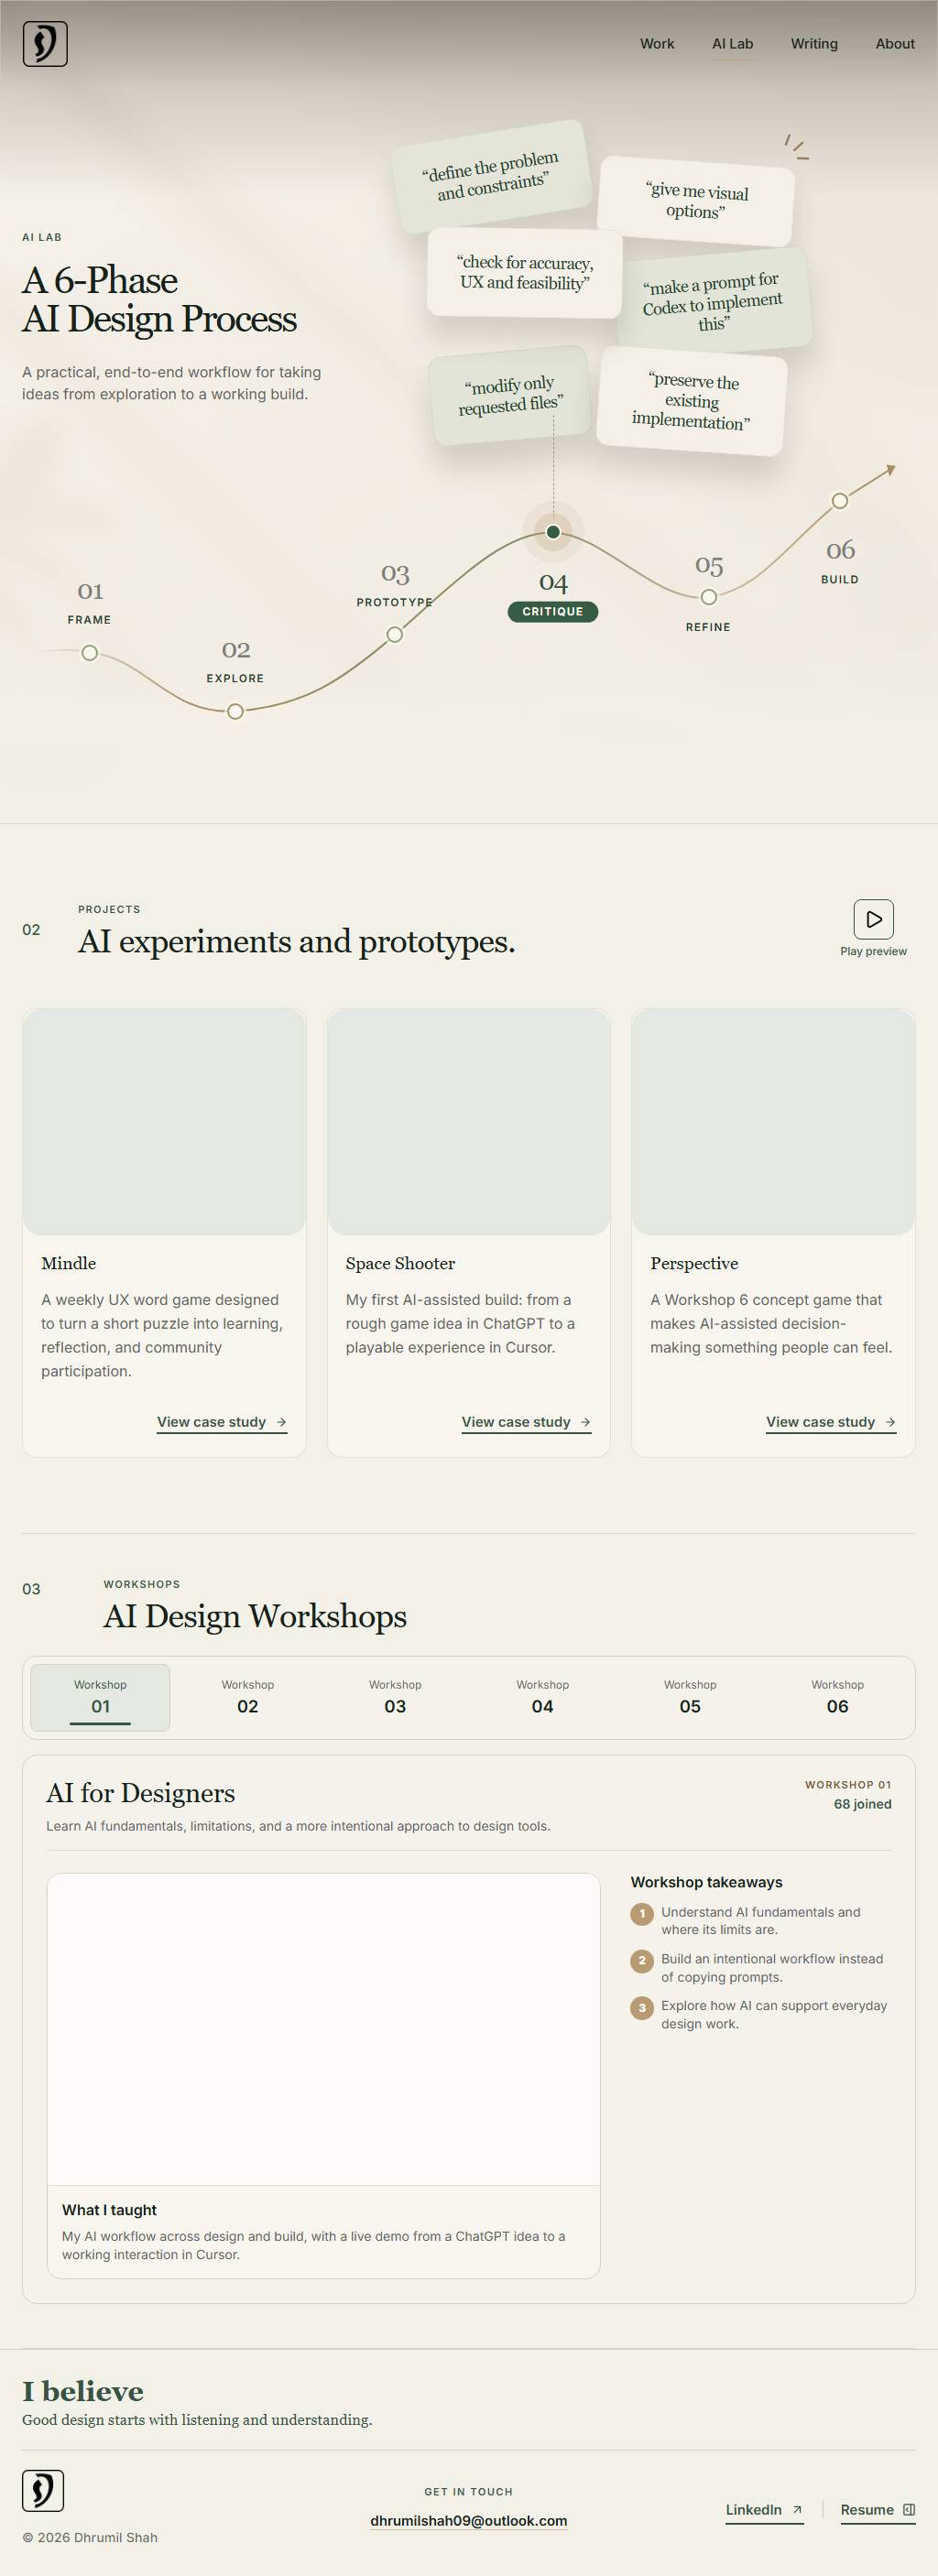 Work
AI Lab
Writing
About
“define the problem
and constraints”
“give me visual
options”
AI LAB
A 6-Phase
AI Design Process
“check for accuracy,
UX and feasibility”
“make a prompt for
Codex to implement
this”
A practical, end-to-end workflow for taking
ideas from exploration to a working build.
“modify only
requested files”
“preserve the
existing
implementation”
01
FRAME
02
EXPLORE
03
PROTOTYPE
04
CRITIQUE
05
REFINE
06
BUILD
02
PROJECTS
AI experiments and prototypes.
Play preview
Mindle
A weekly UX word game designed
to turn a short puzzle into learning,
reflection, and community
participation.
View case study
Space Shooter
My first AI-assisted build: from a
rough game idea in ChatGPT to a
playable experience in Cursor.
View case study
Perspective
A Workshop 6 concept game that
makes AI-assisted decision-
making something people can feel.
View case study
03
WORKSHOPS
AI Design Workshops
Workshop
01
Workshop
02
Workshop
03
Workshop
04
Workshop
05
Workshop
06
AI for Designers
Learn AI fundamentals, limitations, and a more intentional approach to design tools.
WORKSHOP 01
68 joined
What I taught
My AI workflow across design and build, with a live demo from a ChatGPT idea to a
working interaction in Cursor.
Workshop takeaways
1
Understand AI fundamentals and
where its limits are.
2
Build an intentional workflow instead
of copying prompts.
3
Explore how AI can support everyday
design work.
I believe
Good design starts with listening and understanding.
© 2026 Dhrumil Shah
GET IN TOUCH
dhrumilshah09@outlook.com
LinkedIn
Resume